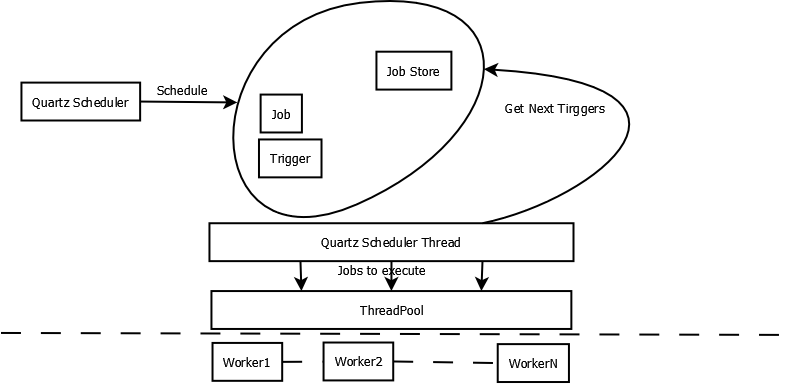 Job Store
Quartz Scheduler
Schedule
Job
Get Next Tirggers
Trigger
Quartz Scheduler Thread
Jobs to execute
ThreadPool
Worker1
Worker2
WorkerN